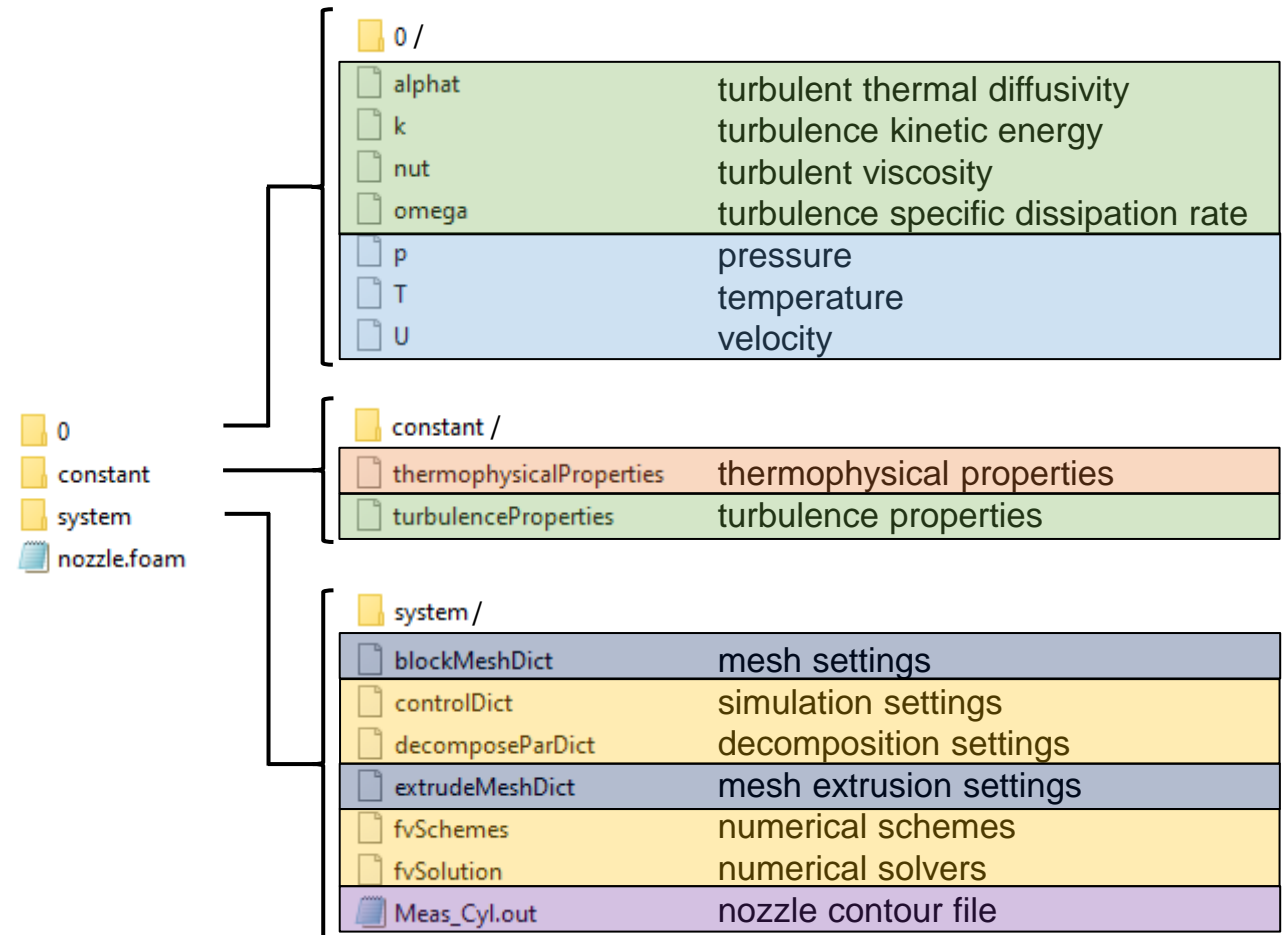 0 /
alphat turbulent thermal diffusivity
k turbulence kinetic energy
nut turbulent viscosity
omega turbulence specific dissipation rate
p pressure
T temperature
U velocity
0
constant
system
nozzle.foam
constant /
thermophysicalProperties thermophysical properties
turbulenceProperties turbulence properties
system /
blockMeshDict mesh settings
controlDict simulation settings
decomposeParDict decomposition settings
extrudeMeshDict mesh extrusion settings
fvSchemes numerical schemes
fvSolution numerical solvers
Meas_Cyl.out nozzle contour file